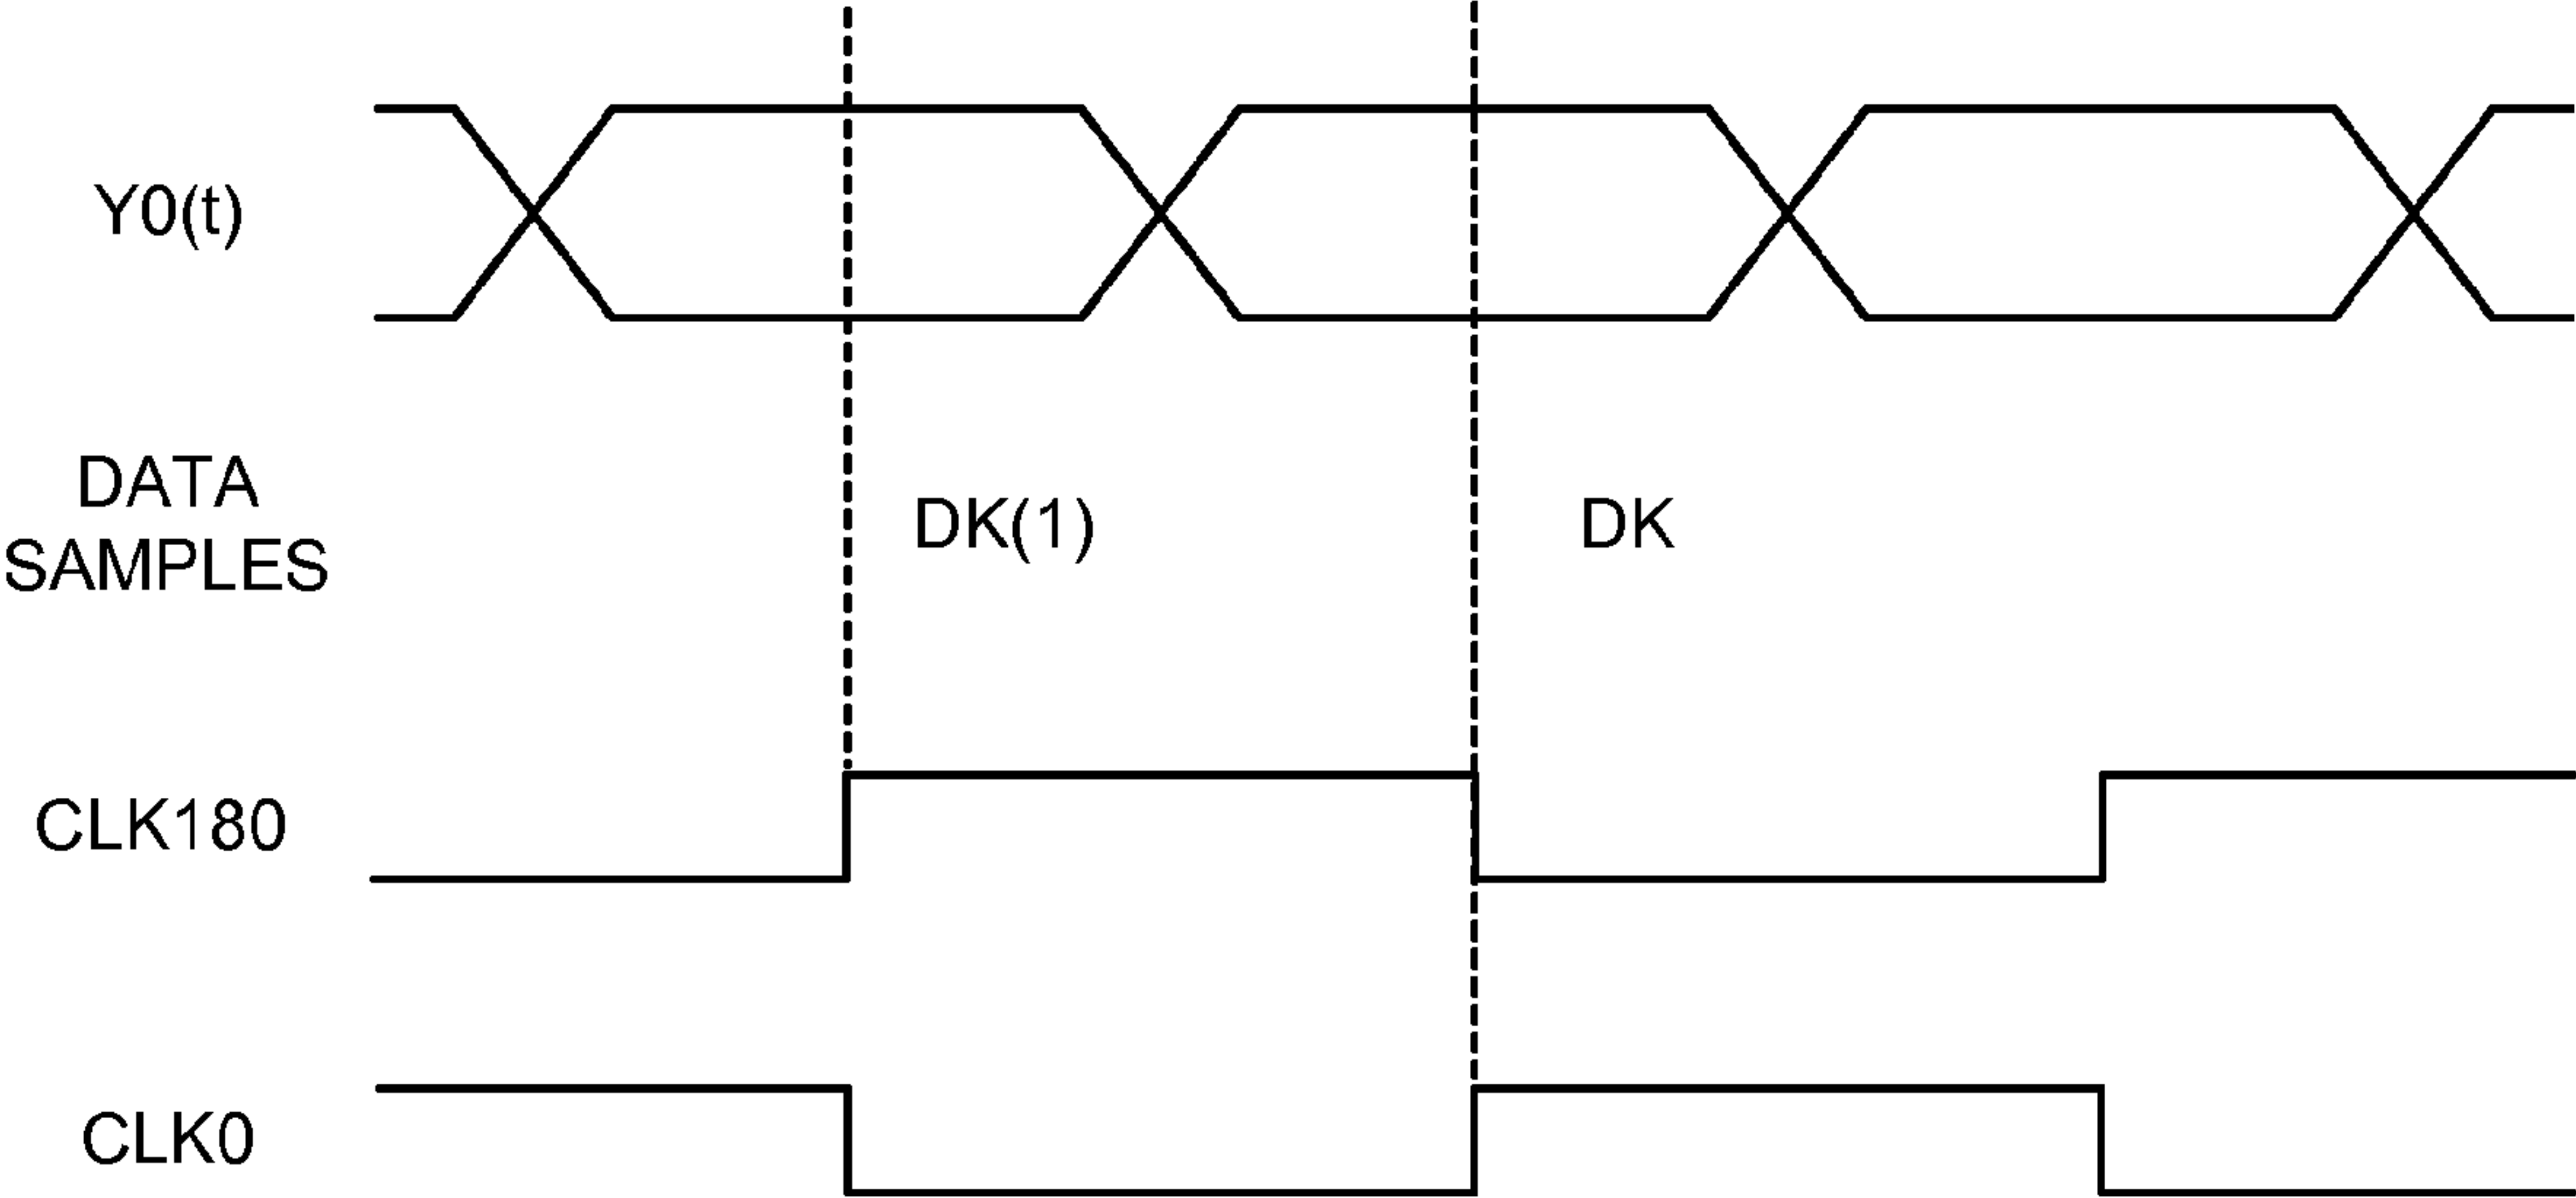 Y0(t)
DATA
SAMPLES
DK(1)
DK
CLK180
CLK0